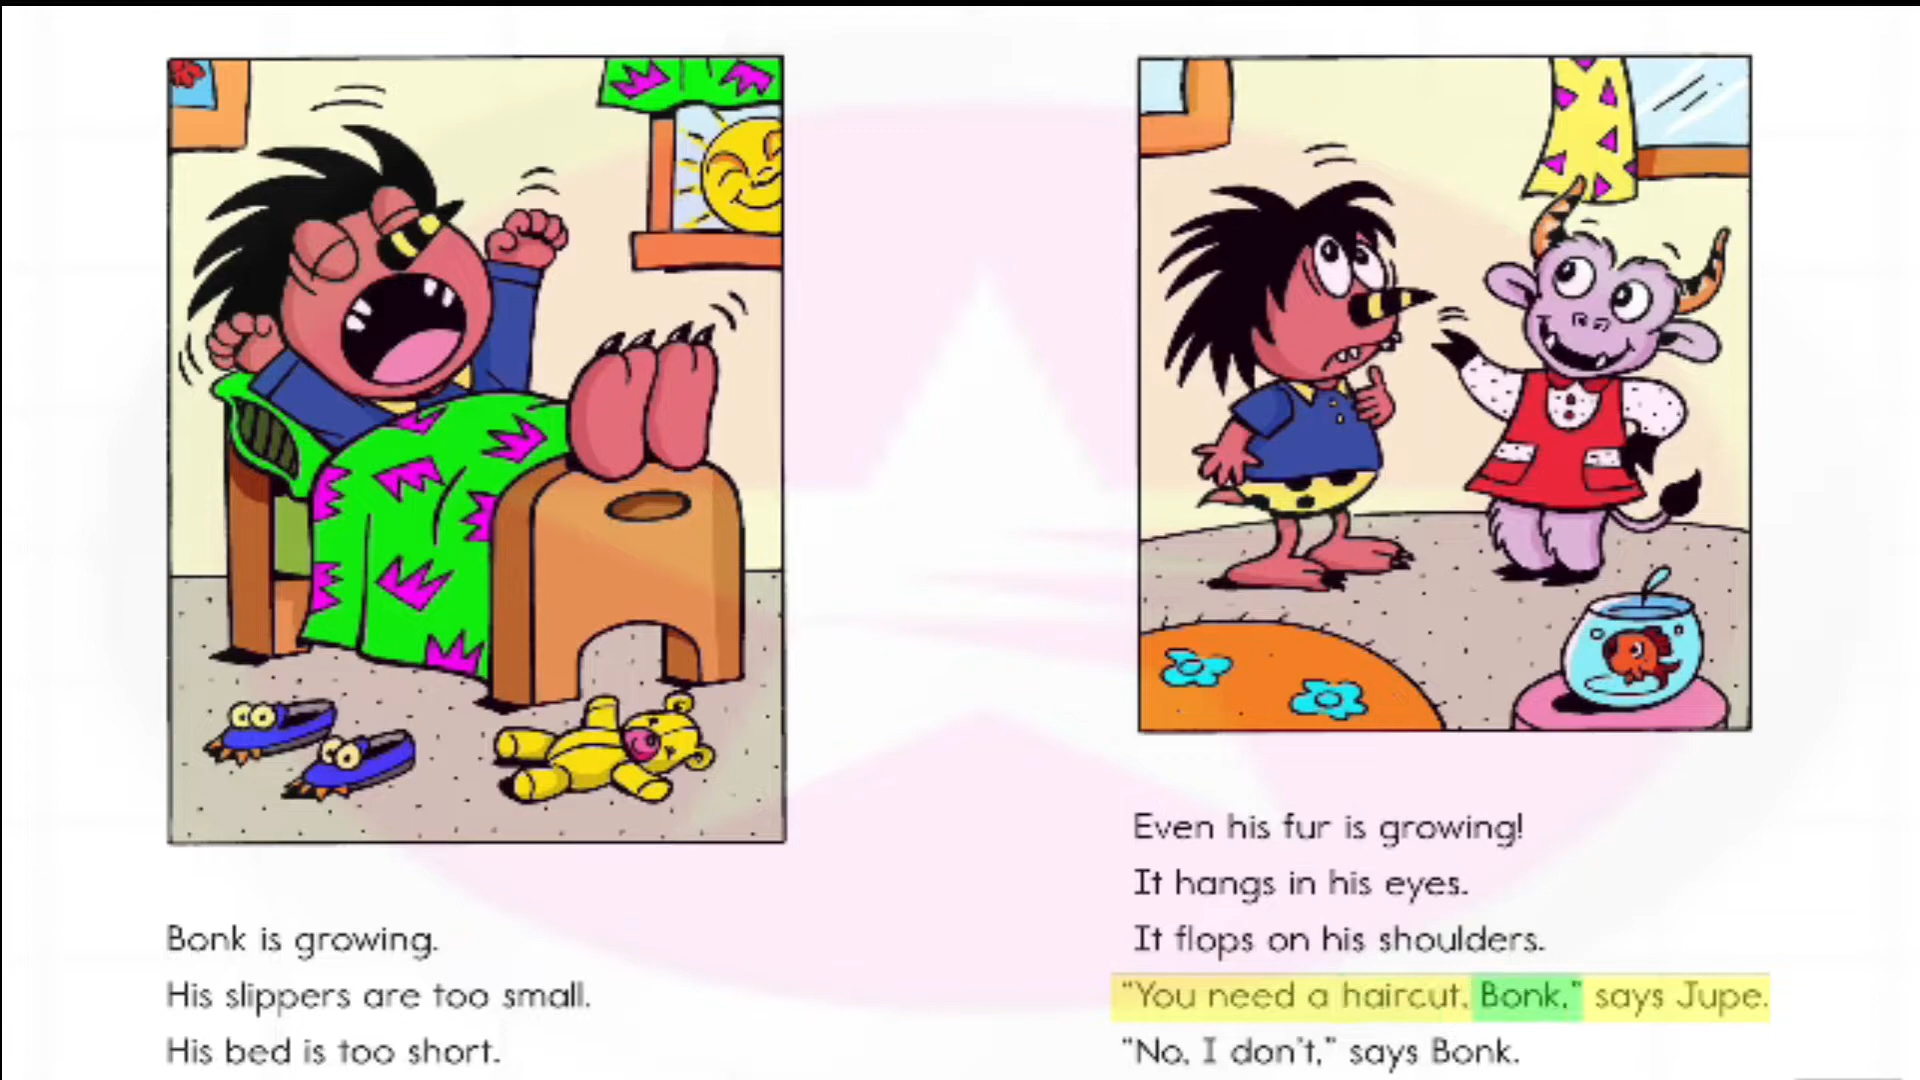 Bonk is growing.
His slippers are too small.
His bed is too short.
Even his fur is growing!
It hangs in his eyes.
It flops on his shoulders.
“You need a haircut, Bonk,” says Jupe.
“No, I don’t,” says Bonk.